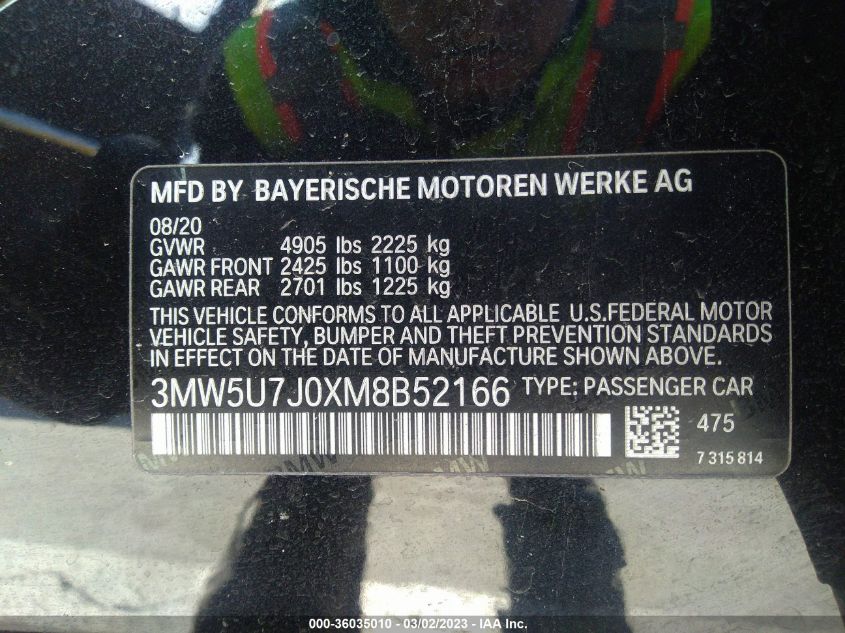 MFD BY BAYERISCHE MOTOREN WERKE AG
08/20
GVWR 4905 lbs 2225 kg
GAWR FRONT 2425 lbs 1100 kg
GAWR REAR 2701 lbs 1225 kg
THIS VEHICLE CONFORMS TO ALL APPLICABLE U.S.FEDERAL MOTOR
VEHICLE SAFETY, BUMPER AND THEFT PREVENTION STANDARDS
IN EFFECT ON THE DATE OF MANUFACTURE SHOWN ABOVE.
3MW5U7J0XM8B52166 TYPE: PASSENGER CAR
475
7 315 814
BMW
000-36035010 — 03/02/2023 — IAA Inc.